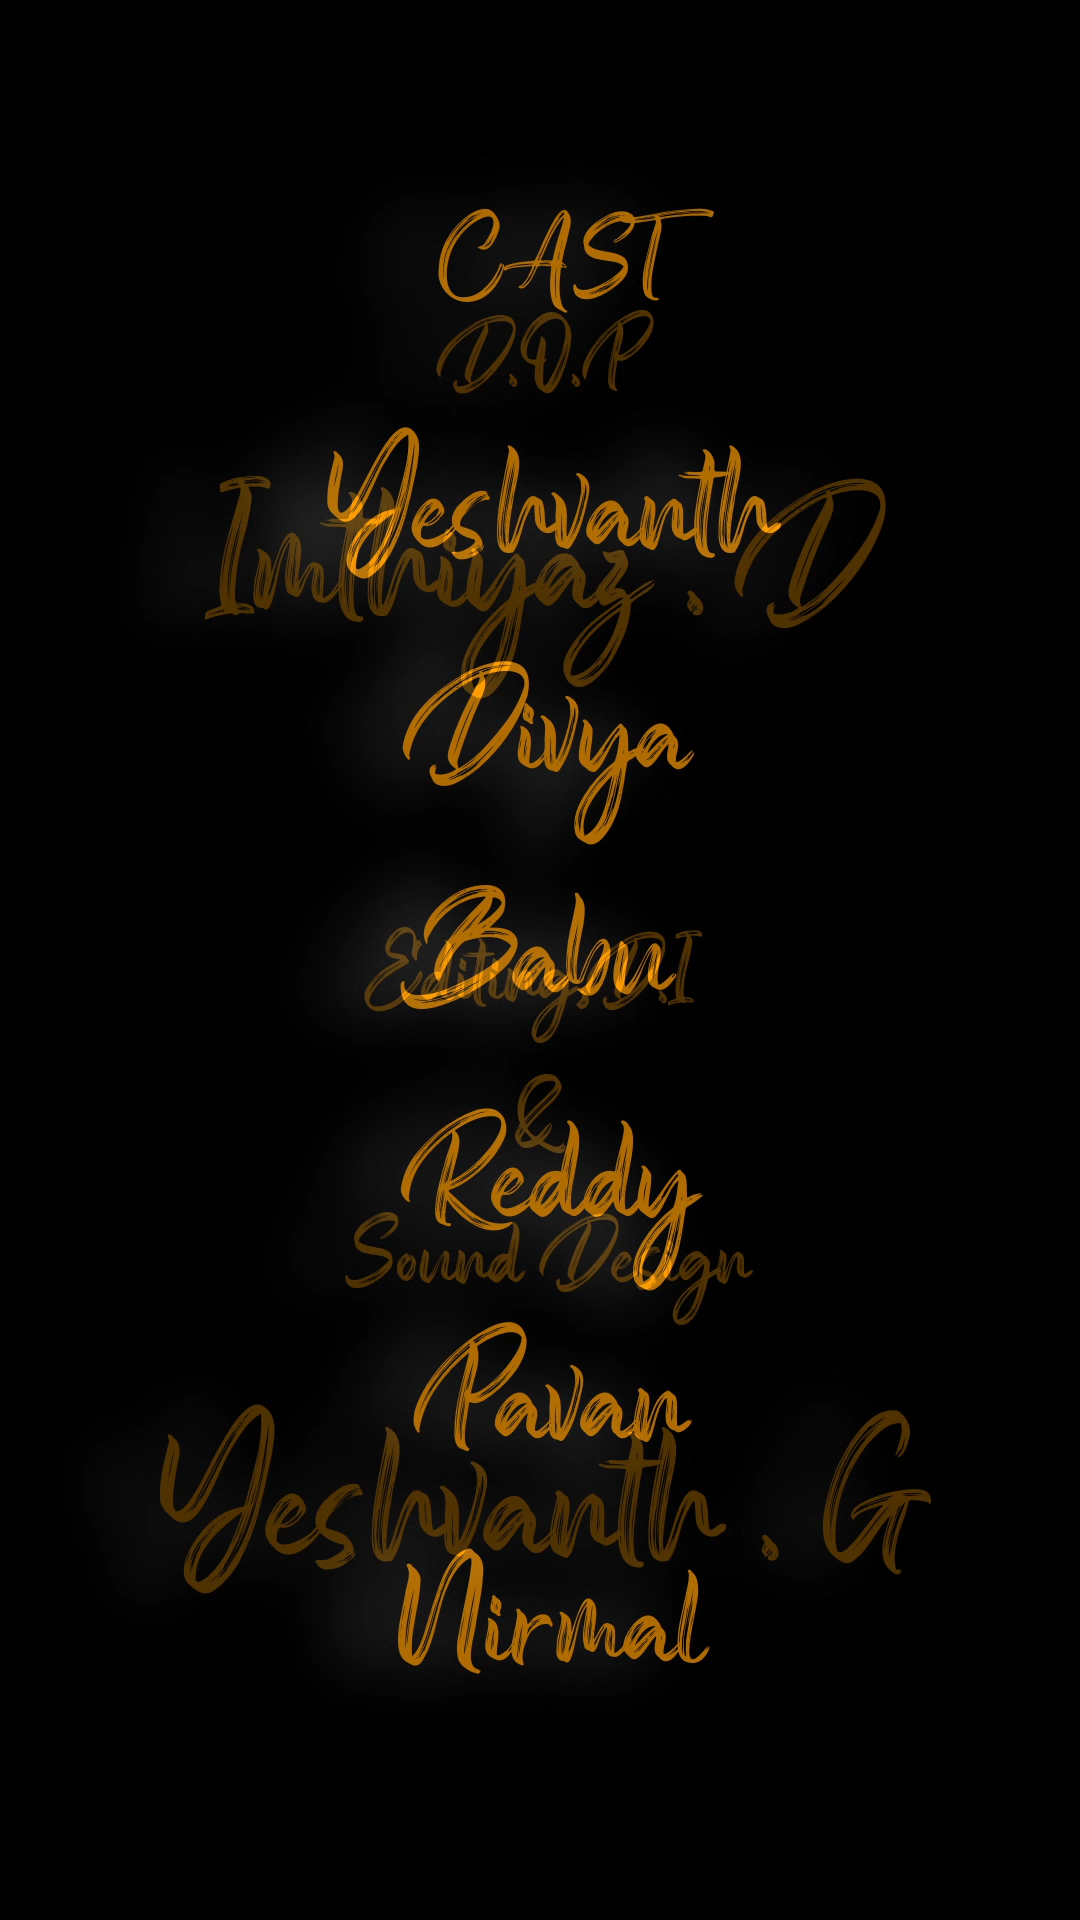 CAST
D.O.P
Yeshvanth
Imthiyaz . D
Divya
Babu
Editing, D.I
&
Reddy
Sound Design
Pavan
Yeshvanth . G
Nirmal